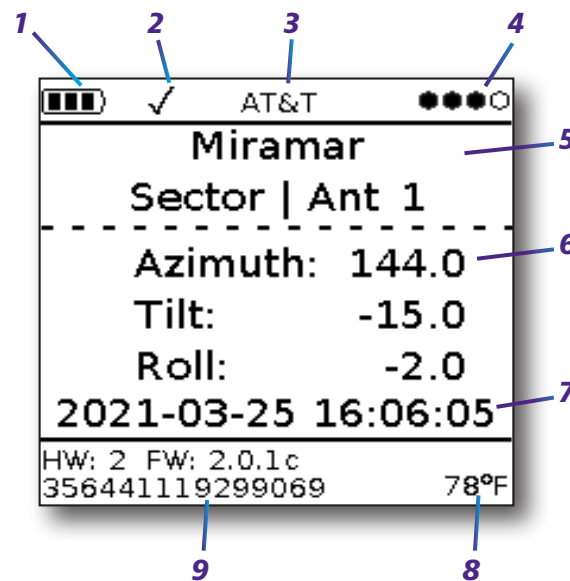 1 2 3 4
✓ AT&T
Miramar
5
Sector | Ant 1
Azimuth: 144.0
6
Tilt: -15.0
Roll: -2.0
2021-03-25 16:06:05
7
HW: 2 FW: 2.0.1c
356441119299069 78°F
9 8